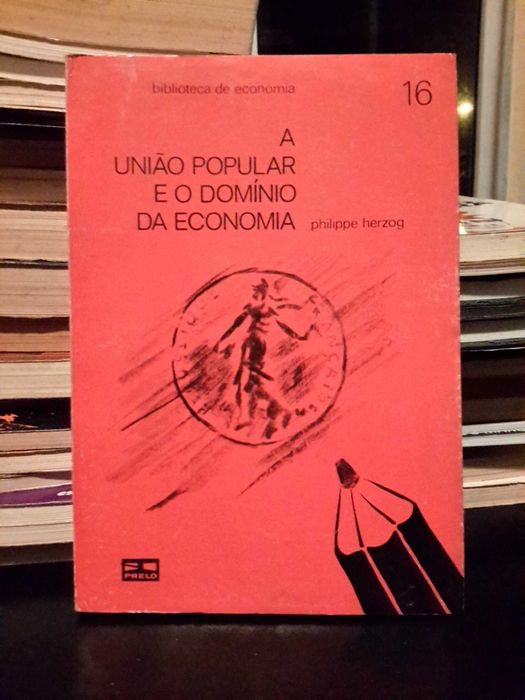 biblioteca de economia
16
A
UNIÃO POPULAR
E O DOMÍNIO
DA ECONOMIA
philippe herzog
PRELO